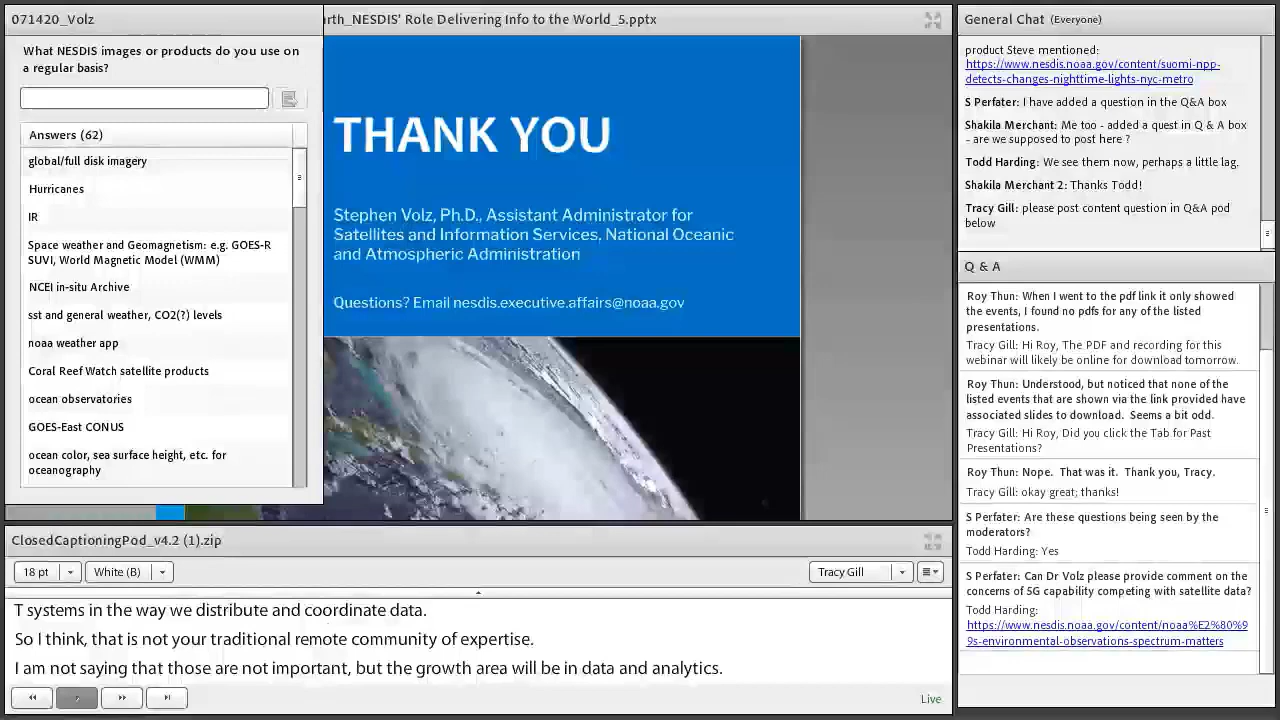 071420_Volz
What NESDIS images or products do you use on
a regular basis?
Answers (62)
global/full disk imagery
Hurricanes
IR
Space weather and Geomagnetism: e.g. GOES-R
SUVI, World Magnetic Model (WMM)
NCEI in-situ Archive
sst and general weather, CO2(?) levels
noaa weather app
Coral Reef Watch satellite products
ocean observatories
GOES-East CONUS
ocean color, sea surface height, etc. for
oceanography
rth_NESDIS' Role Delivering Info to the World_5.pptx
THANK YOU
Stephen Volz, Ph.D., Assistant Administrator for
Satellites and Information Services, National Oceanic
and Atmospheric Administration
Questions? Email nesdis.executive.affairs@noaa.gov
ClosedCaptioningPod_v4.2 (1).zip
18 pt
White (B)
Tracy Gill
T systems in the way we distribute and coordinate data.
So I think, that is not your traditional remote community of expertise.
I am not saying that those are not important, but the growth area will be in data and analytics.
Live
General Chat (Everyone)
product Steve mentioned:
https://www.nesdis.noaa.gov/content/suomi-npp-
detects-changes-nighttime-lights-nyc-metro
S Perfater: I have added a question in the Q&A box
Shakila Merchant: Me too - added a quest in Q & A box
- are we supposed to post here ?
Todd Harding: We see them now, perhaps a little lag.
Shakila Merchant 2: Thanks Todd!
Tracy Gill: please post content question in Q&A pod
below
Q & A
Roy Thun: When I went to the pdf link it only showed
the events, I found no pdfs for any of the listed
presentations.
Tracy Gill: Hi Roy, The PDF and recording for this
webinar will likely be online for download tomorrow.
Roy Thun: Understood, but noticed that none of the
listed events that are shown via the link provided have
associated slides to download.  Seems a bit odd.
Tracy Gill: Hi Roy, Did you click the Tab for Past
Presentations?
Roy Thun: Nope.  That was it.  Thank you, Tracy.
Tracy Gill: okay great; thanks!
S Perfater: Are these questions being seen by the
moderators?
Todd Harding: Yes
S Perfater: Can Dr Volz please provide comment on the
concerns of 5G capability competing with satellite data?
Todd Harding:
https://www.nesdis.noaa.gov/content/noaa%E2%80%9
9s-environmental-observations-spectrum-matters